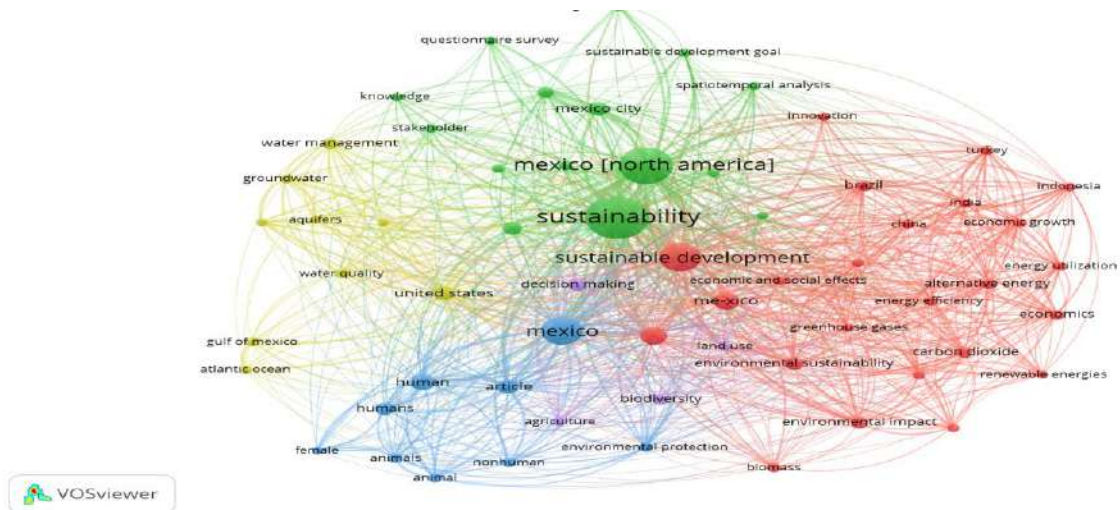 questionnaire survey
sustainable development goal
spatiotemporal analysis
knowledge
mexico city
innovation
stakeholder
water management
turkey
mexico [north america]
groundwater
brazil
indonesia
india
aquifers
sustainability
china
economic growth
sustainable development
water quality
energy utilization
decision making
economic and social effects
alternative energy
united states
me-xico
energy efficiency
economics
mexico
greenhouse gases
gulf of mexico
land use
carbon dioxide
atlantic ocean
environmental sustainability
renewable energies
human
article
biodiversity
humans
agriculture
environmental impact
female
environmental protection
animals
nonhuman
biomass
animal
VOSviewer